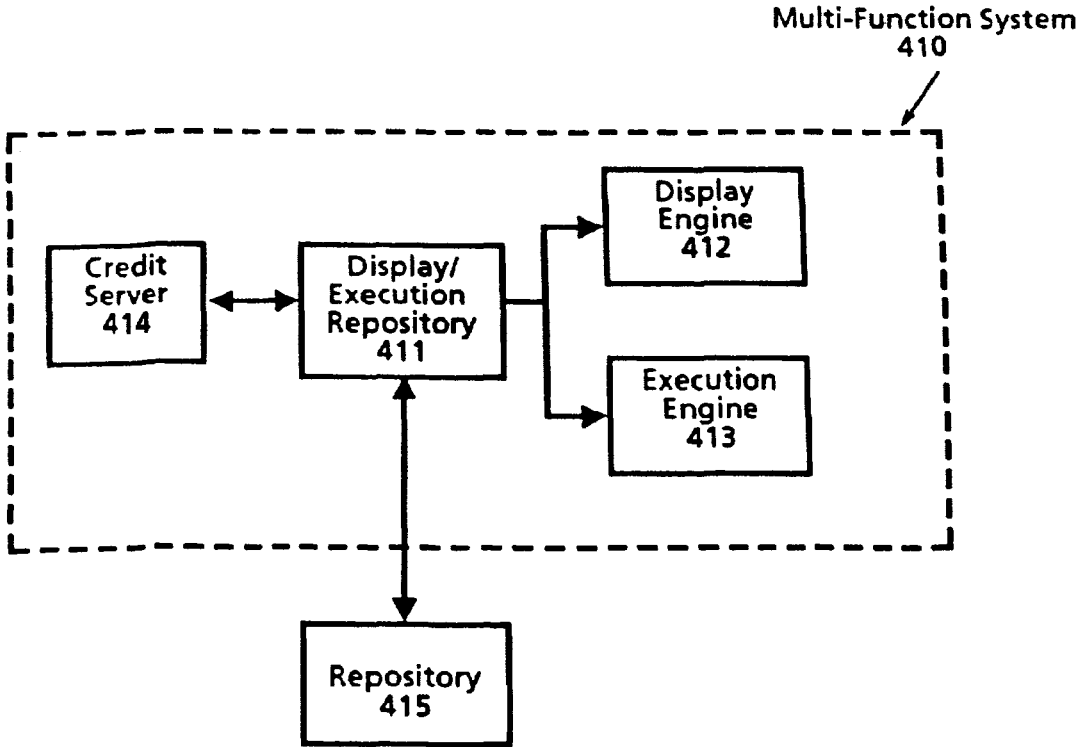 Multi-Function System
410
Display
Engine
412
Credit
Server
414
Display/
Execution
Repository
411
Execution
Engine
413
Repository
415